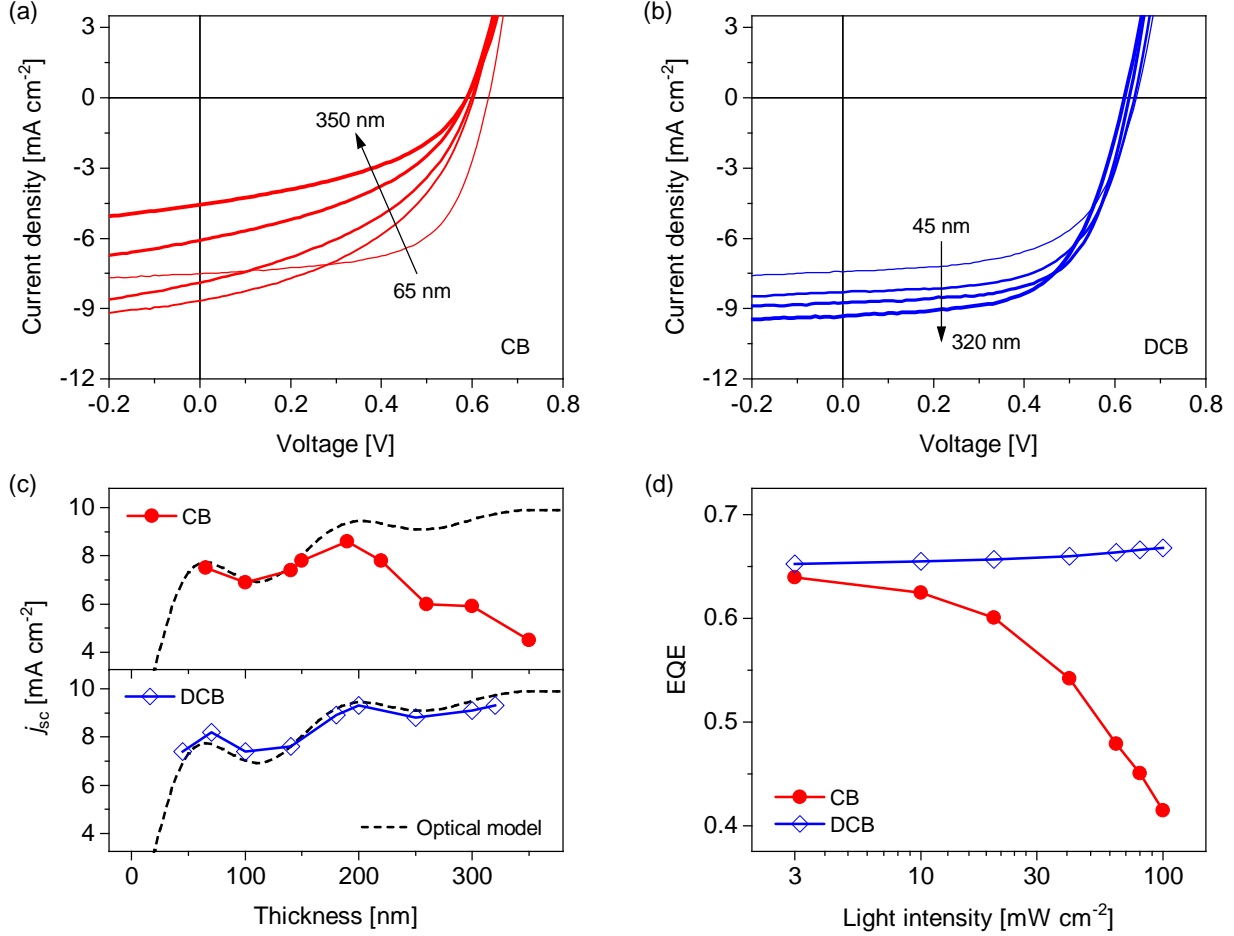 (a)
3
0
-3
-6
-9
-12
-0.2 0.0 0.2 0.4 0.6 0.8
Current density [mA cm⁻²]
Voltage [V]
350 nm
65 nm
CB
(b)
3
0
-3
-6
-9
-12
-0.2 0.0 0.2 0.4 0.6 0.8
Current density [mA cm⁻²]
Voltage [V]
45 nm
320 nm
DCB
(c)
10
8
6
4
CB
10
8
6
4
DCB
Optical model
0 100 200 300
j_sc [mA cm⁻²]
Thickness [nm]
(d)
0.7
0.6
0.5
0.4
EQE
CB
DCB
3 10 30 100
Light intensity [mW cm⁻²]